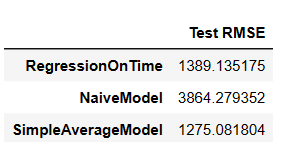 Test RMSE
RegressionOnTime 1389.135175
NaiveModel 3864.279352
SimpleAverageModel 1275.081804